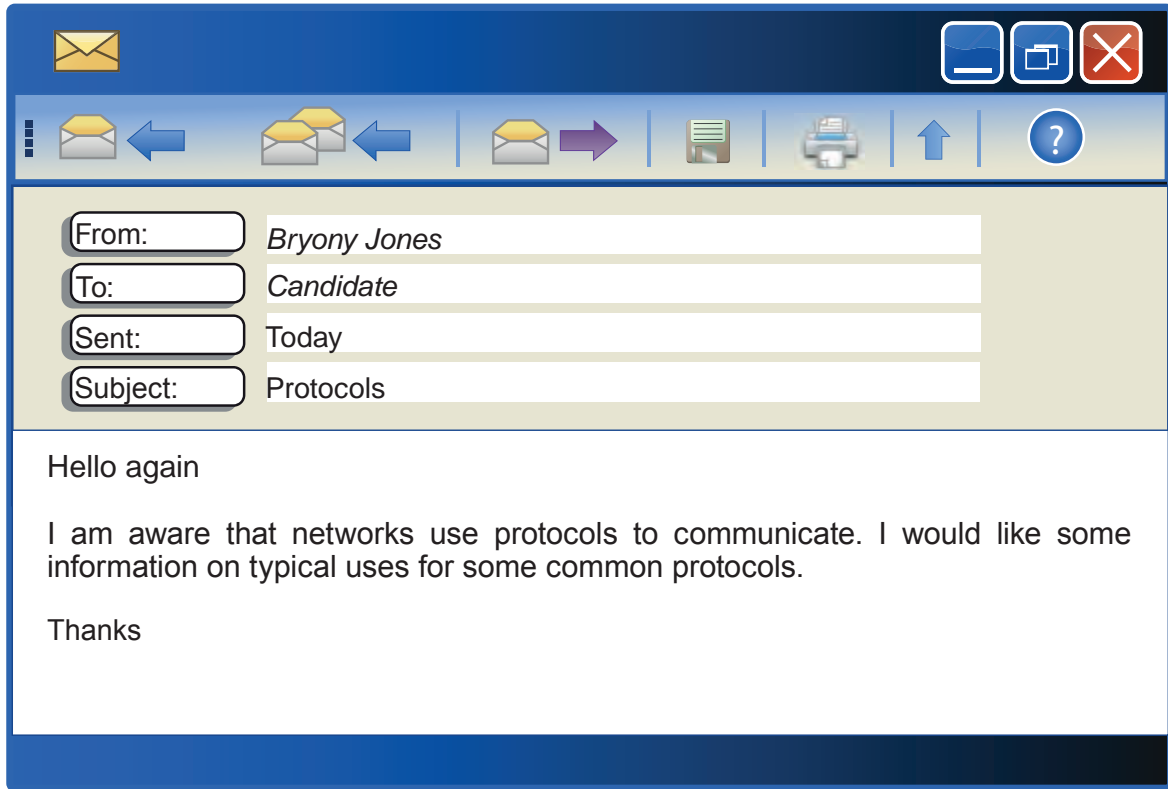 ?
From: Bryony Jones
To: Candidate
Sent: Today
Subject: Protocols
Hello again
I am aware that networks use protocols to communicate. I would like some
information on typical uses for some common protocols.
Thanks